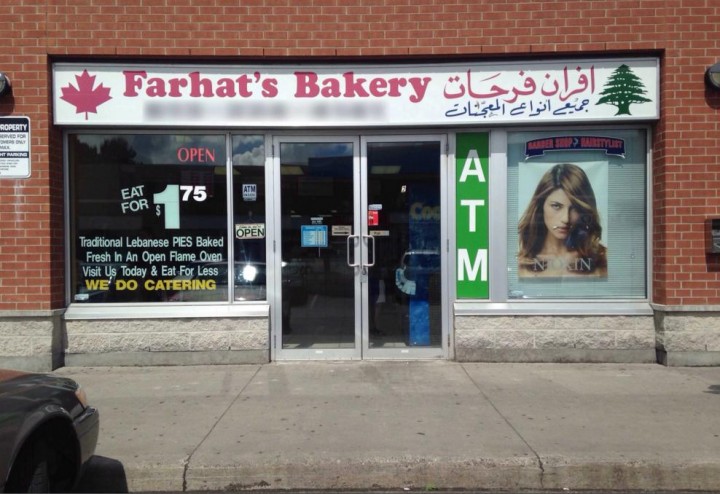 Farhat's Bakery
افران فرحات
جميع انواع المعجنات
PROPERTY
OPEN
EAT
FOR
$1.75
Traditional Lebanese PIES Baked
Fresh In An Open Flame Oven
Visit Us Today & Eat For Less
WE DO CATERING
ATM
OPEN
ATM
BARBER SHOP HAIRSTYLIST